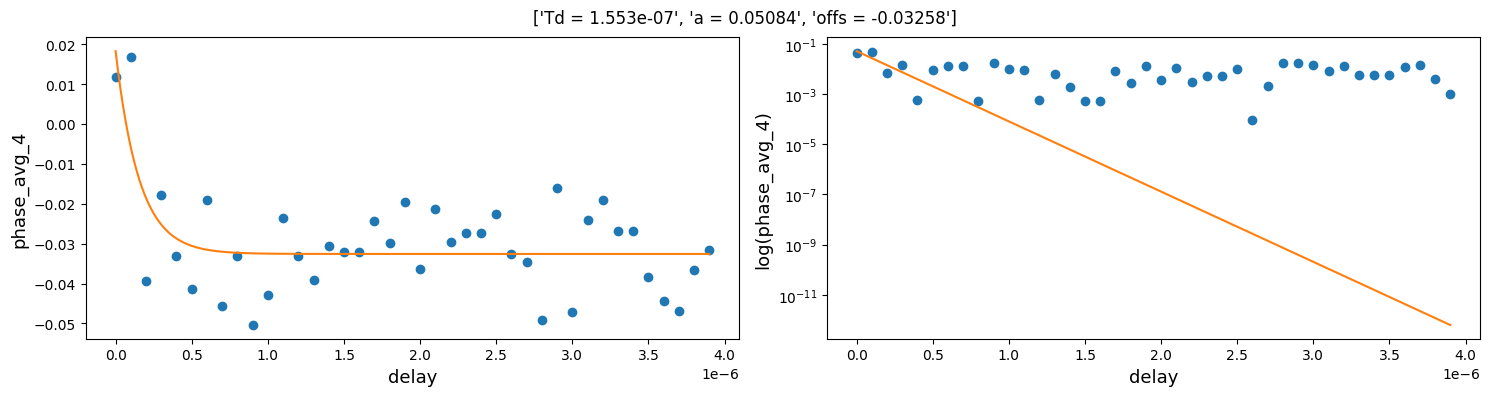 ['Td = 1.553e-07', 'a = 0.05084', 'offs = -0.03258']
phase_avg_4
0.02
0.01
0.00
−0.01
−0.02
−0.03
−0.04
−0.05
0.0 0.5 1.0 1.5 2.0 2.5 3.0 3.5 4.0
1e−6
delay
log(phase_avg_4)
10−1
10−3
10−5
10−7
10−9
10−11
0.0 0.5 1.0 1.5 2.0 2.5 3.0 3.5 4.0
1e−6
delay